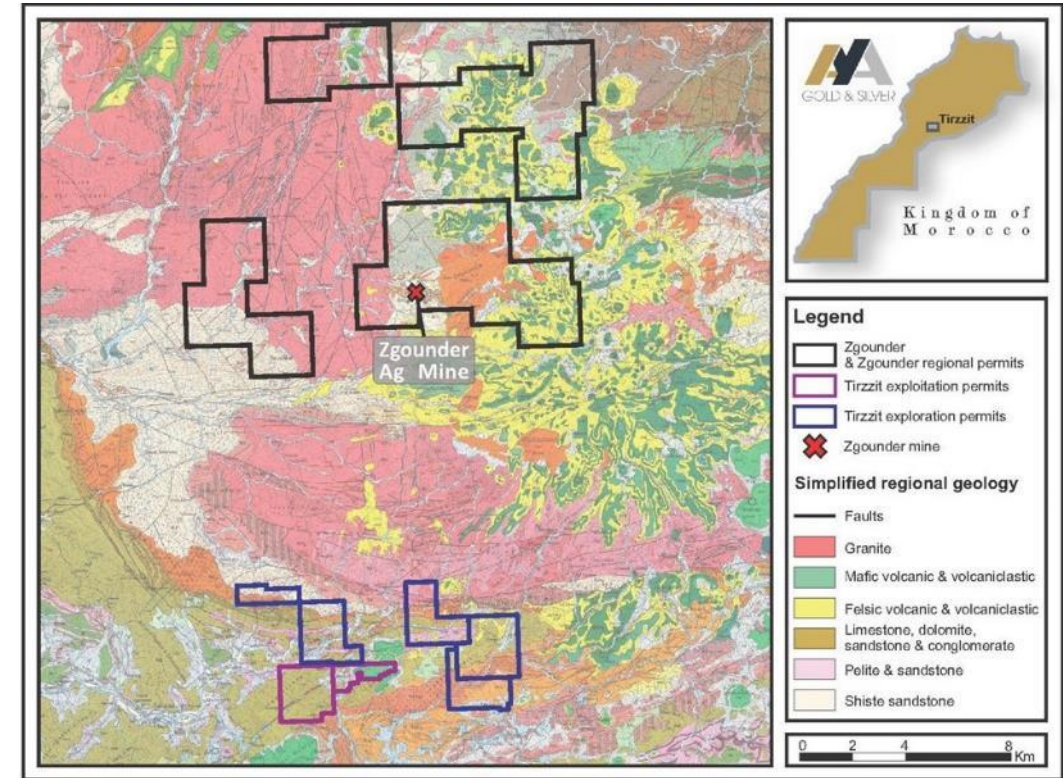 Zgounder
Ag Mine
AYA
GOLD & SILVER
Tirzzit
Kingdom of
Morocco
Legend
Zgounder
& Zgounder regional permits
Tirzzit exploitation permits
Tirzzit exploration permits
Zgounder mine
Simplified regional geology
Faults
Granite
Mafic volcanic & volcaniclastic
Felsic volcanic & volcaniclastic
Limestone, dolomite,
sandstone & conglomerate
Pelite & sandstone
Shiste sandstone
0 2 4 8
Km